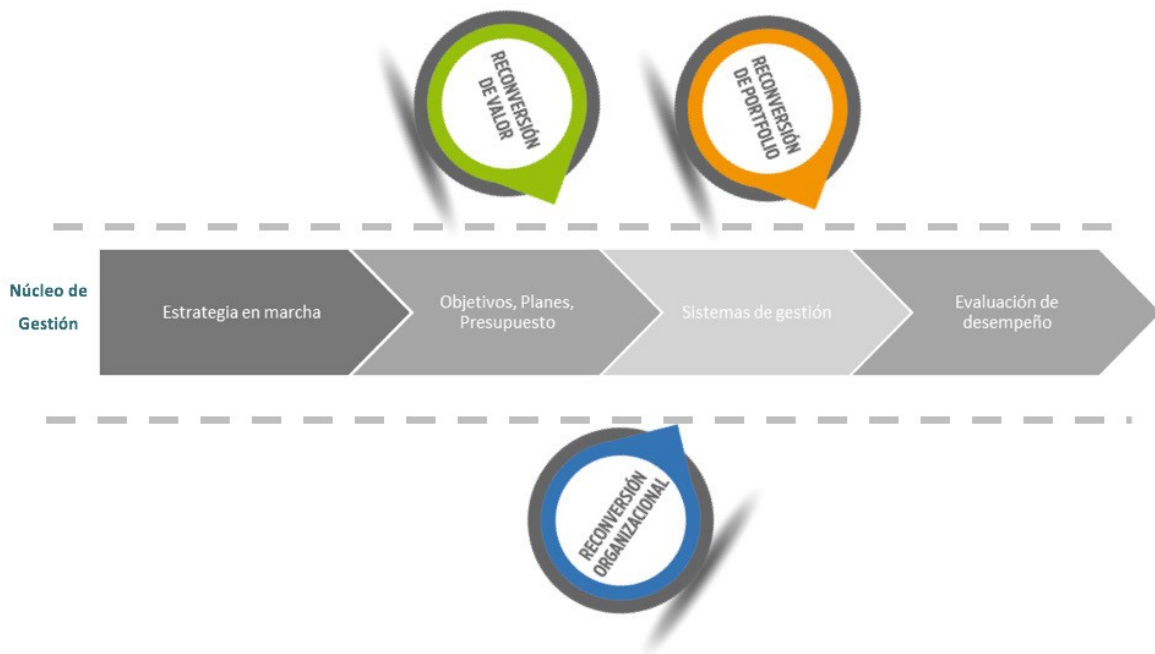 RECONVERSIÓN
DE VALOR
RECONVERSIÓN
DE PORTFOLIO
Núcleo de
Gestión
Estrategia en marcha
Objetivos, Planes,
Presupuesto
Sistemas de gestión
Evaluación de
desempeño
RECONVERSIÓN
ORGANIZACIONAL